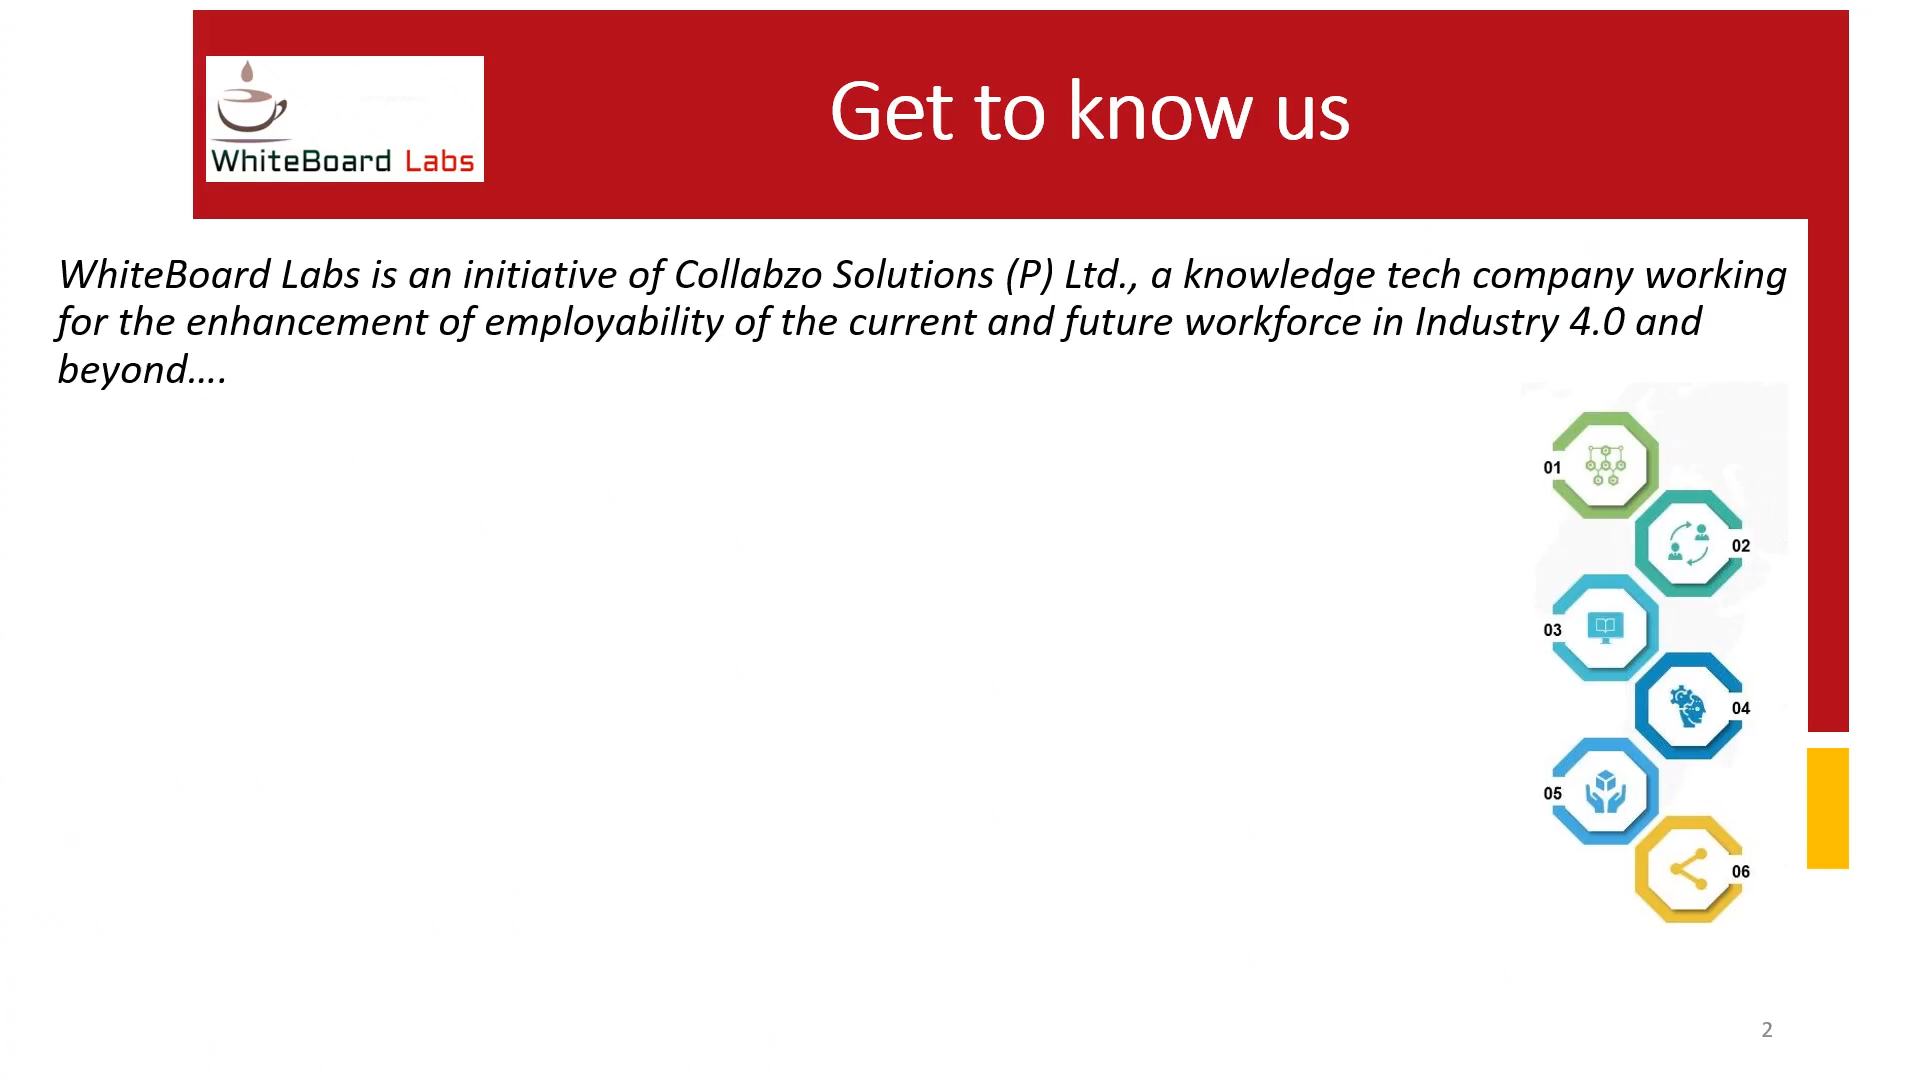 Get to know us
WhiteBoard Labs
WhiteBoard Labs is an initiative of Collabzo Solutions (P) Ltd., a knowledge tech company working
for the enhancement of employability of the current and future workforce in Industry 4.0 and
beyond....
01
02
03
04
05
06
2